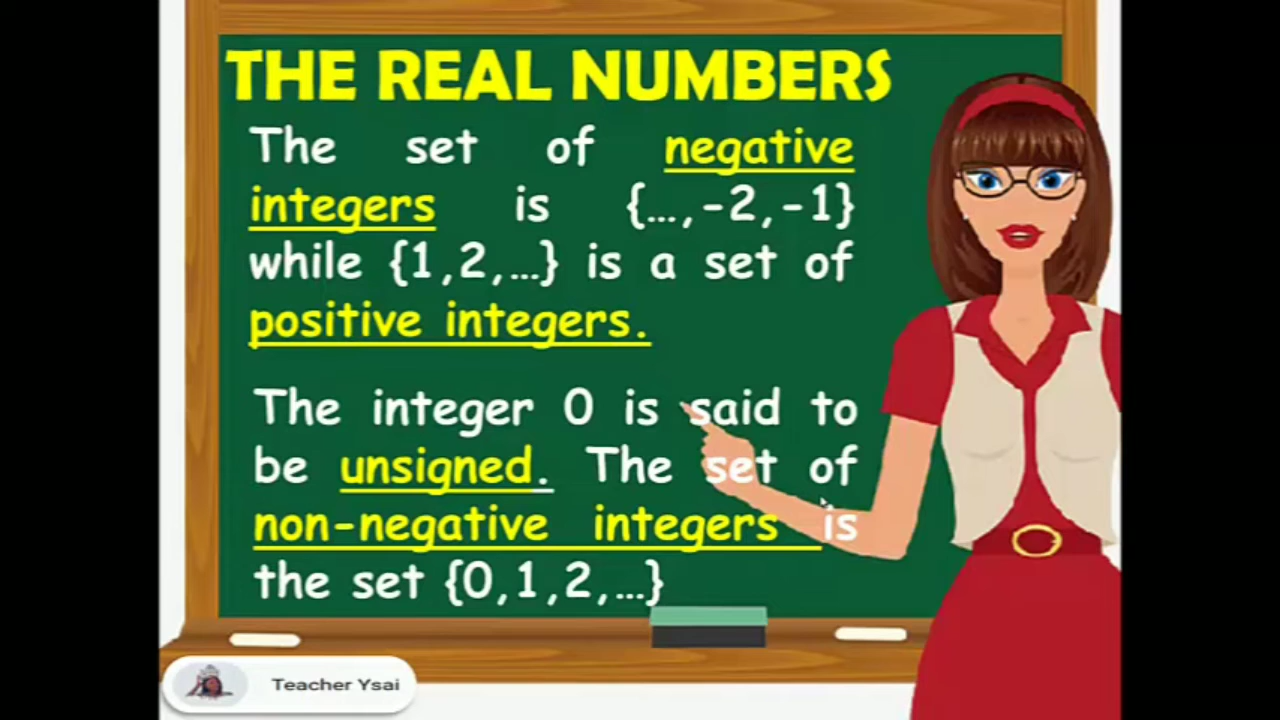 THE REAL NUMBERS
The set of negative
integers is {...,-2,-1}
while {1,2,...} is a set of
positive integers.
The integer 0 is said to
be unsigned. The set of
non-negative integers is
the set {0,1,2,...}
Teacher Ysai